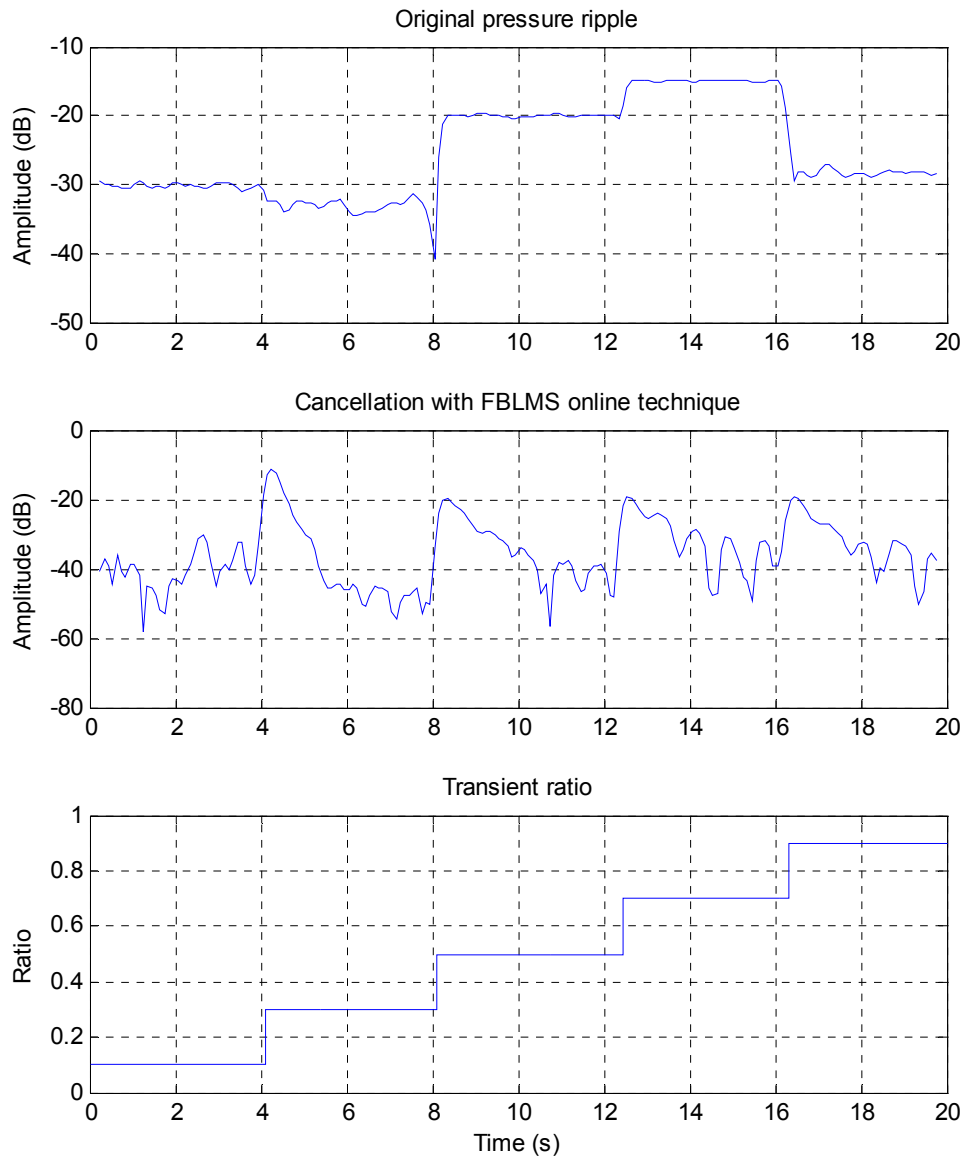 Original pressure ripple
Amplitude (dB)
-10
-20
-30
-40
-50
0 2 4 6 8 10 12 14 16 18 20
Cancellation with FBLMS online technique
Amplitude (dB)
0
-20
-40
-60
-80
0 2 4 6 8 10 12 14 16 18 20
Transient ratio
Ratio
1
0.8
0.6
0.4
0.2
0
0 2 4 6 8 10 12 14 16 18 20
Time (s)